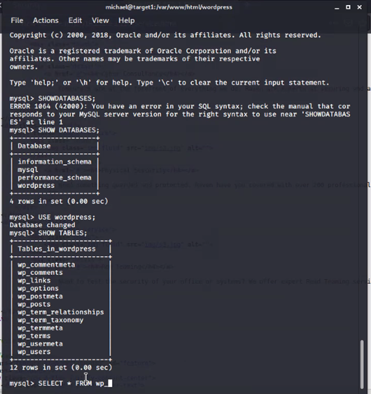 michael@target1: /var/www/html/wordpress
File Actions Edit View Help
Copyright (c) 2000, 2018, Oracle and/or its affiliates. All rights reserved.
Oracle is a registered trademark of Oracle Corporation and/or its
affiliates. Other names may be trademarks of their respective
owners.
Type 'help;' or '\h' for help. Type '\c' to clear the current input statement.
mysql> SHOWDATABASES;
ERROR 1064 (42000): You have an error in your SQL syntax; check the manual that cor
responds to your MySQL server version for the right syntax to use near 'SHOWDATABAS
ES' at line 1
mysql> SHOW DATABASES;
+--------------------+
| Database |
+--------------------+
| information_schema |
| mysql |
| performance_schema |
| wordpress |
+--------------------+
4 rows in set (0.00 sec)
mysql> USE wordpress;
Database changed
mysql> SHOW TABLES;
+-----------------------+
| Tables_in_wordpress |
+-----------------------+
| wp_commentmeta |
| wp_comments |
| wp_links |
| wp_options |
| wp_postmeta |
| wp_posts |
| wp_term_relationships |
| wp_term_taxonomy |
| wp_termmeta |
| wp_terms |
| wp_usermeta |
| wp_users |
+-----------------------+
12 rows in set (0.00 sec)
mysql> SELECT * FROM wp_